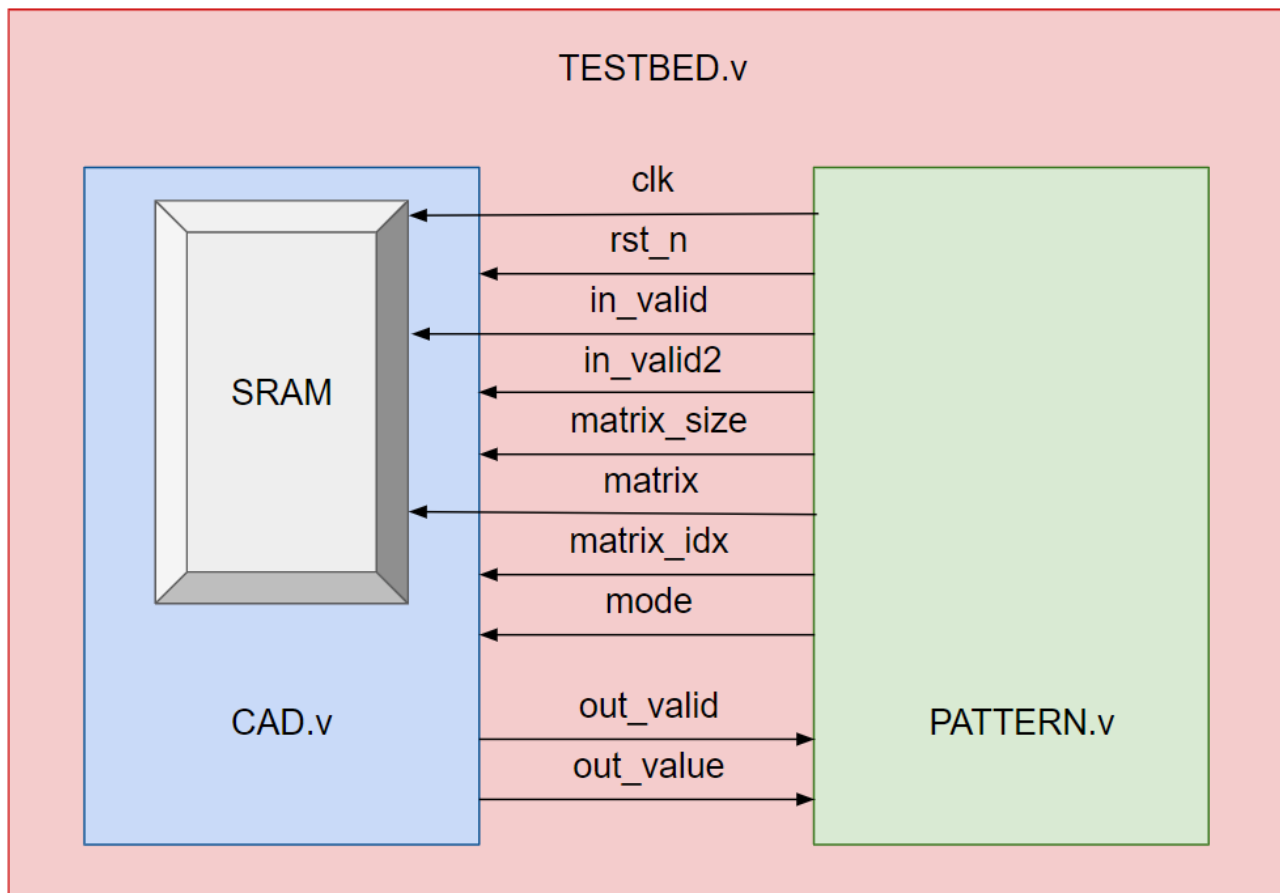 TESTBED.v
clk
rst_n
in_valid
in_valid2
SRAM
matrix_size
matrix
matrix_idx
mode
out_valid
CAD.v
PATTERN.v
out_value